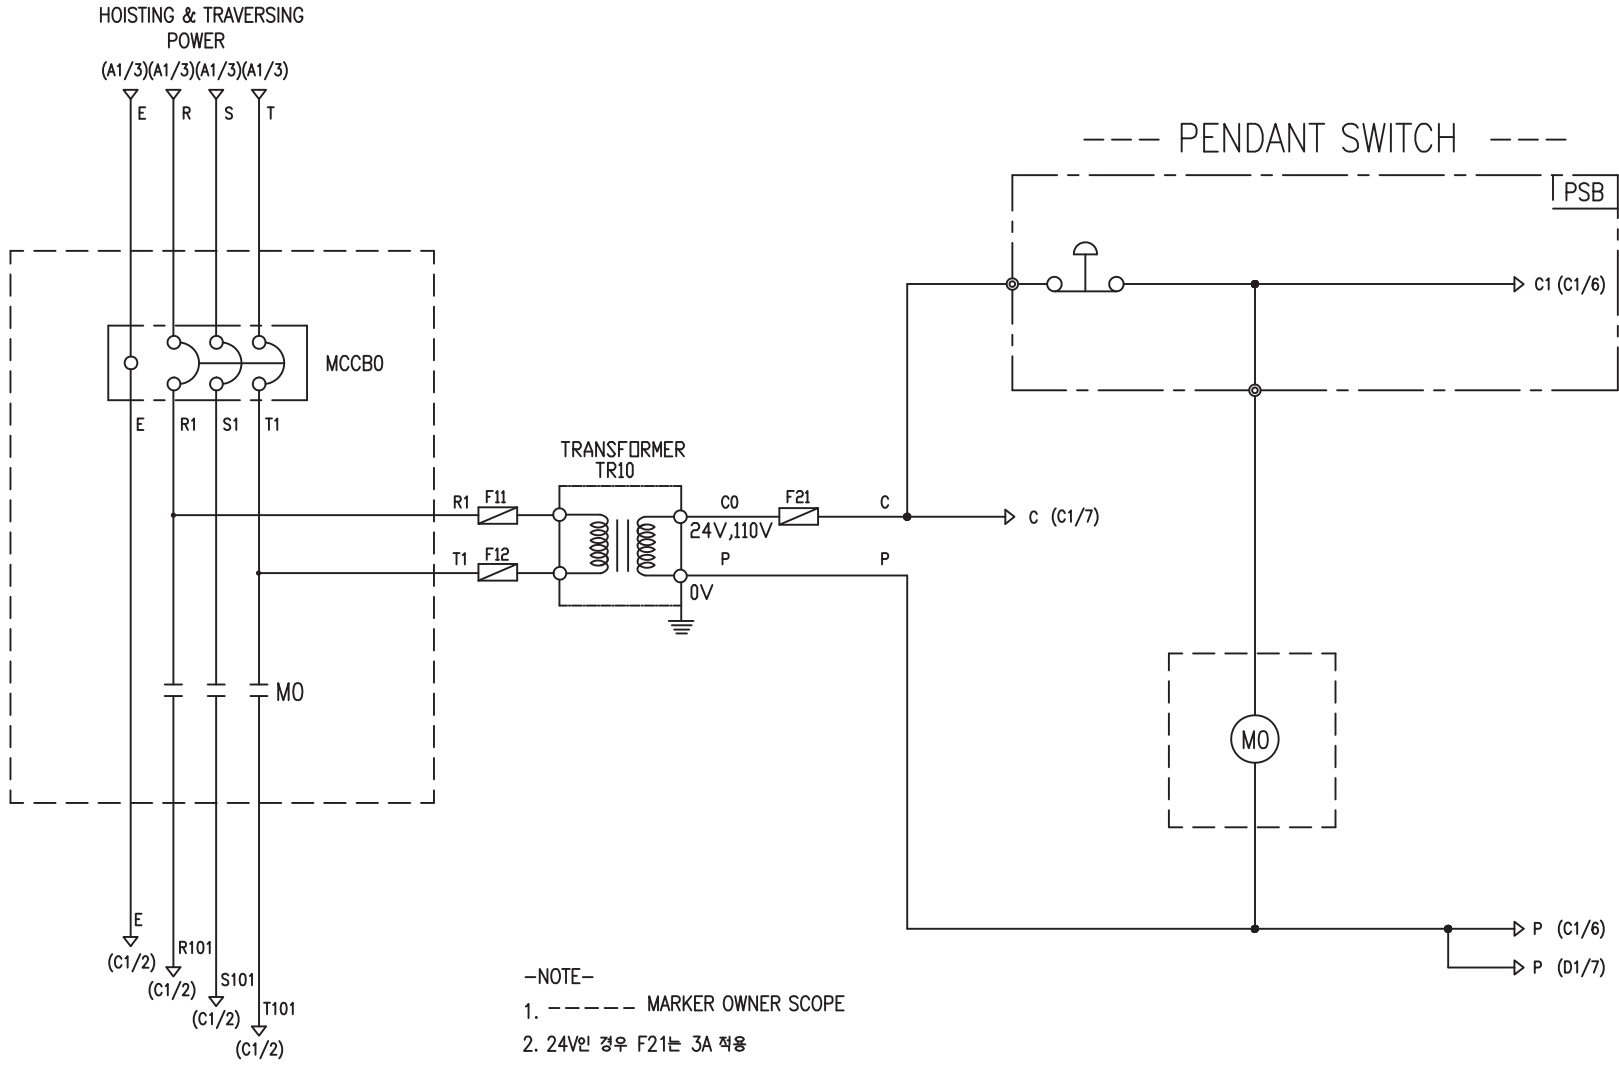 HOISTING & TRAVERSING
POWER
(A1/3)(A1/3)(A1/3)(A1/3)
E R S T
PENDANT SWITCH
PSB
C1 (C1/6)
MCCB0
E R1 S1 T1
TRANSFORMER
TR10
R1 F11
C0 F21 C
C (C1/7)
24V,110V
T1 F12
P P
0V
M0
M0
E
(C1/2)
R101
(C1/2)
S101
(C1/2)
T101
(C1/2)
P (C1/6)
P (D1/7)
-NOTE-
1. ------ MARKER OWNER SCOPE
2. 24V인 경우 F21는 3A 적용